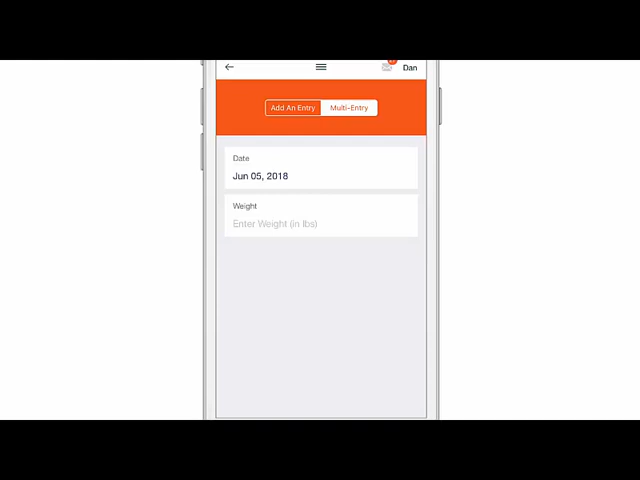 Dan
Add An Entry Multi-Entry
Date
Jun 05, 2018
Weight
Enter Weight (in lbs)